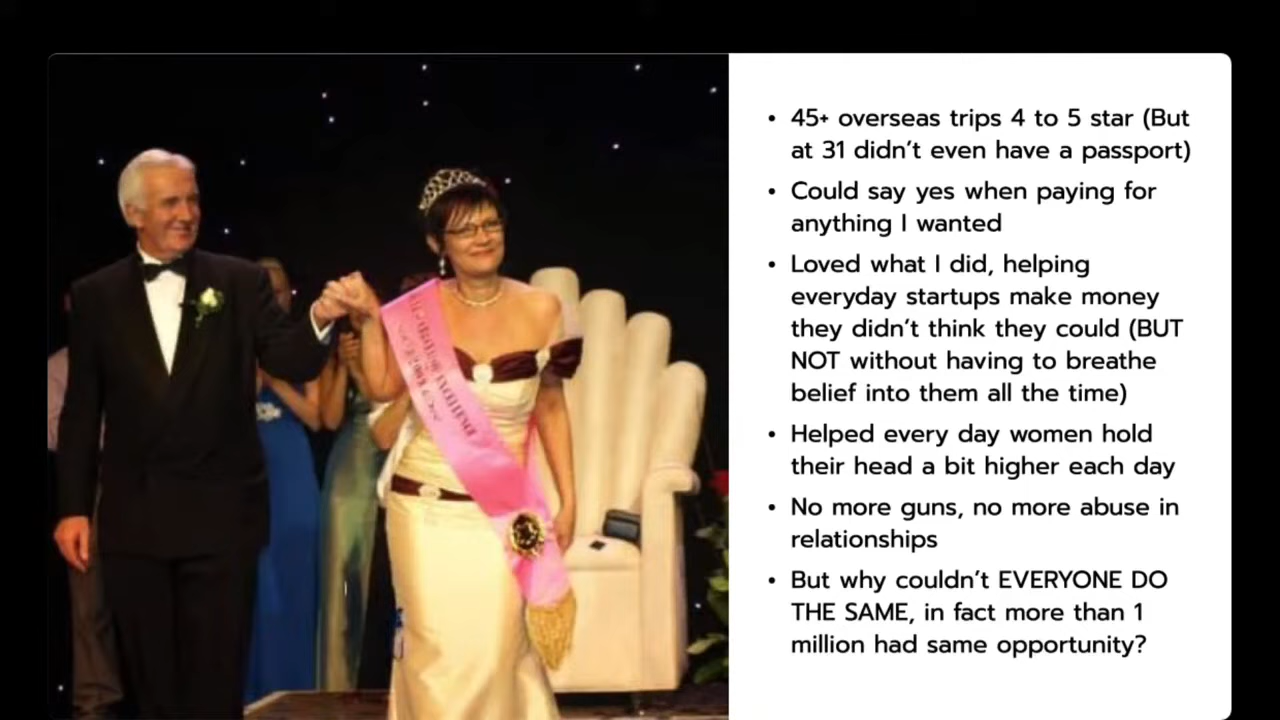 • 45+ overseas trips 4 to 5 star (But
at 31 didn't even have a passport)
• Could say yes when paying for
anything I wanted
• Loved what I did, helping
everyday startups make money
they didn't think they could (BUT
NOT without having to breathe
belief into them all the time)
• Helped every day women hold
their head a bit higher each day
• No more guns, no more abuse in
relationships
• But why couldn't EVERYONE DO
THE SAME, in fact more than 1
million had same opportunity?